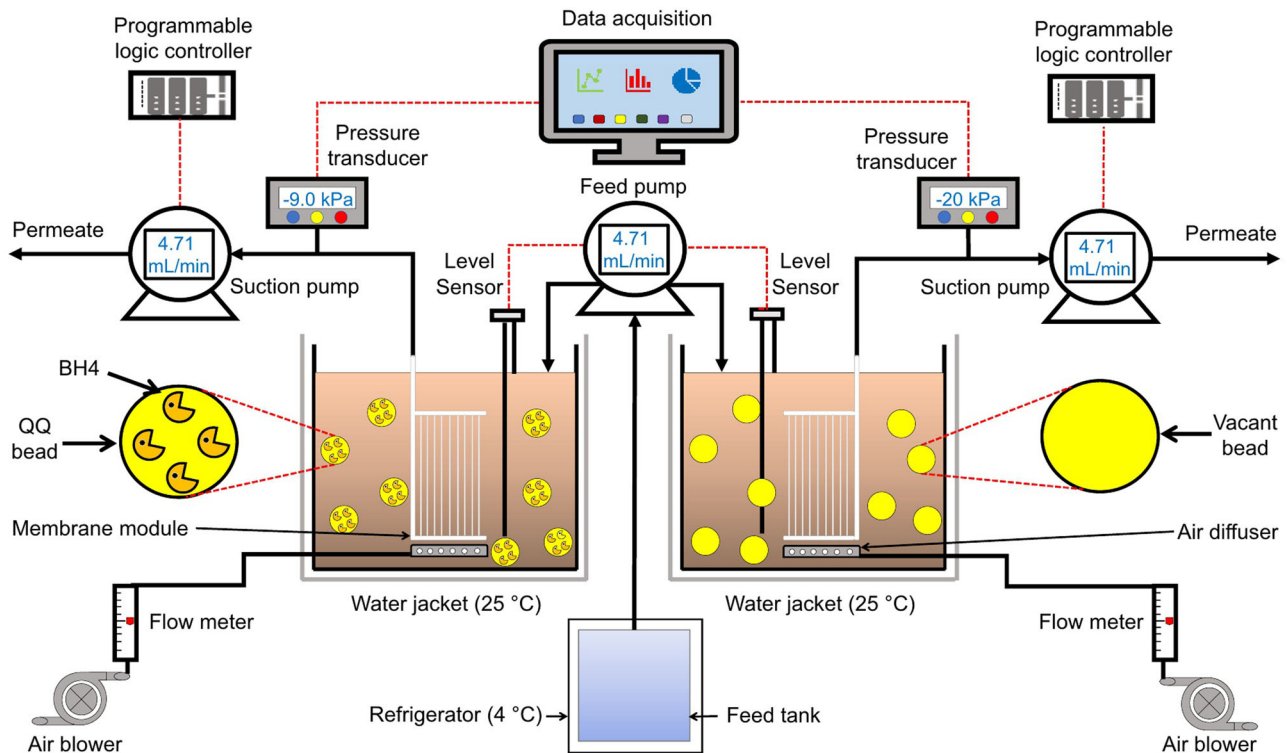 Data acquisition
Programmable
logic controller
Programmable
logic controller
Pressure
transducer
Pressure
transducer
Feed pump
-9.0 kPa
-20 kPa
Permeate
4.71
mL/min
Suction pump
Level
Sensor
4.71
mL/min
Level
Sensor
Suction pump
4.71
mL/min
Permeate
BH4
QQ
bead
Vacant
bead
Membrane module
Air diffuser
Water jacket (25 °C)
Water jacket (25 °C)
Flow meter
Flow meter
Refrigerator (4 °C)
Feed tank
Air blower
Air blower